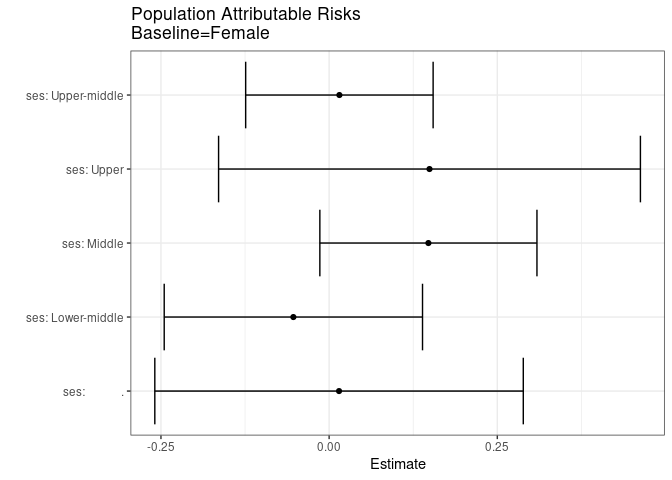 Population Attributable Risks
Baseline=Female
ses: Upper-middle
ses: Upper
ses: Middle
ses: Lower-middle
ses: .
-0.25 0.00 0.25
Estimate